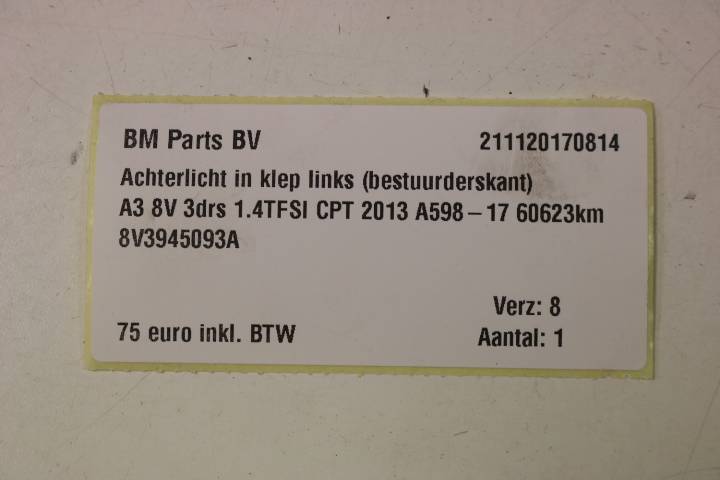 BM Parts BV 211120170814
Achterlicht in klep links (bestuurderskant)
A3 8V 3drs 1.4TFSI CPT 2013 A598-17 60623km
8V3945093A
Verz: 8
75 euro inkl. BTW Aantal: 1